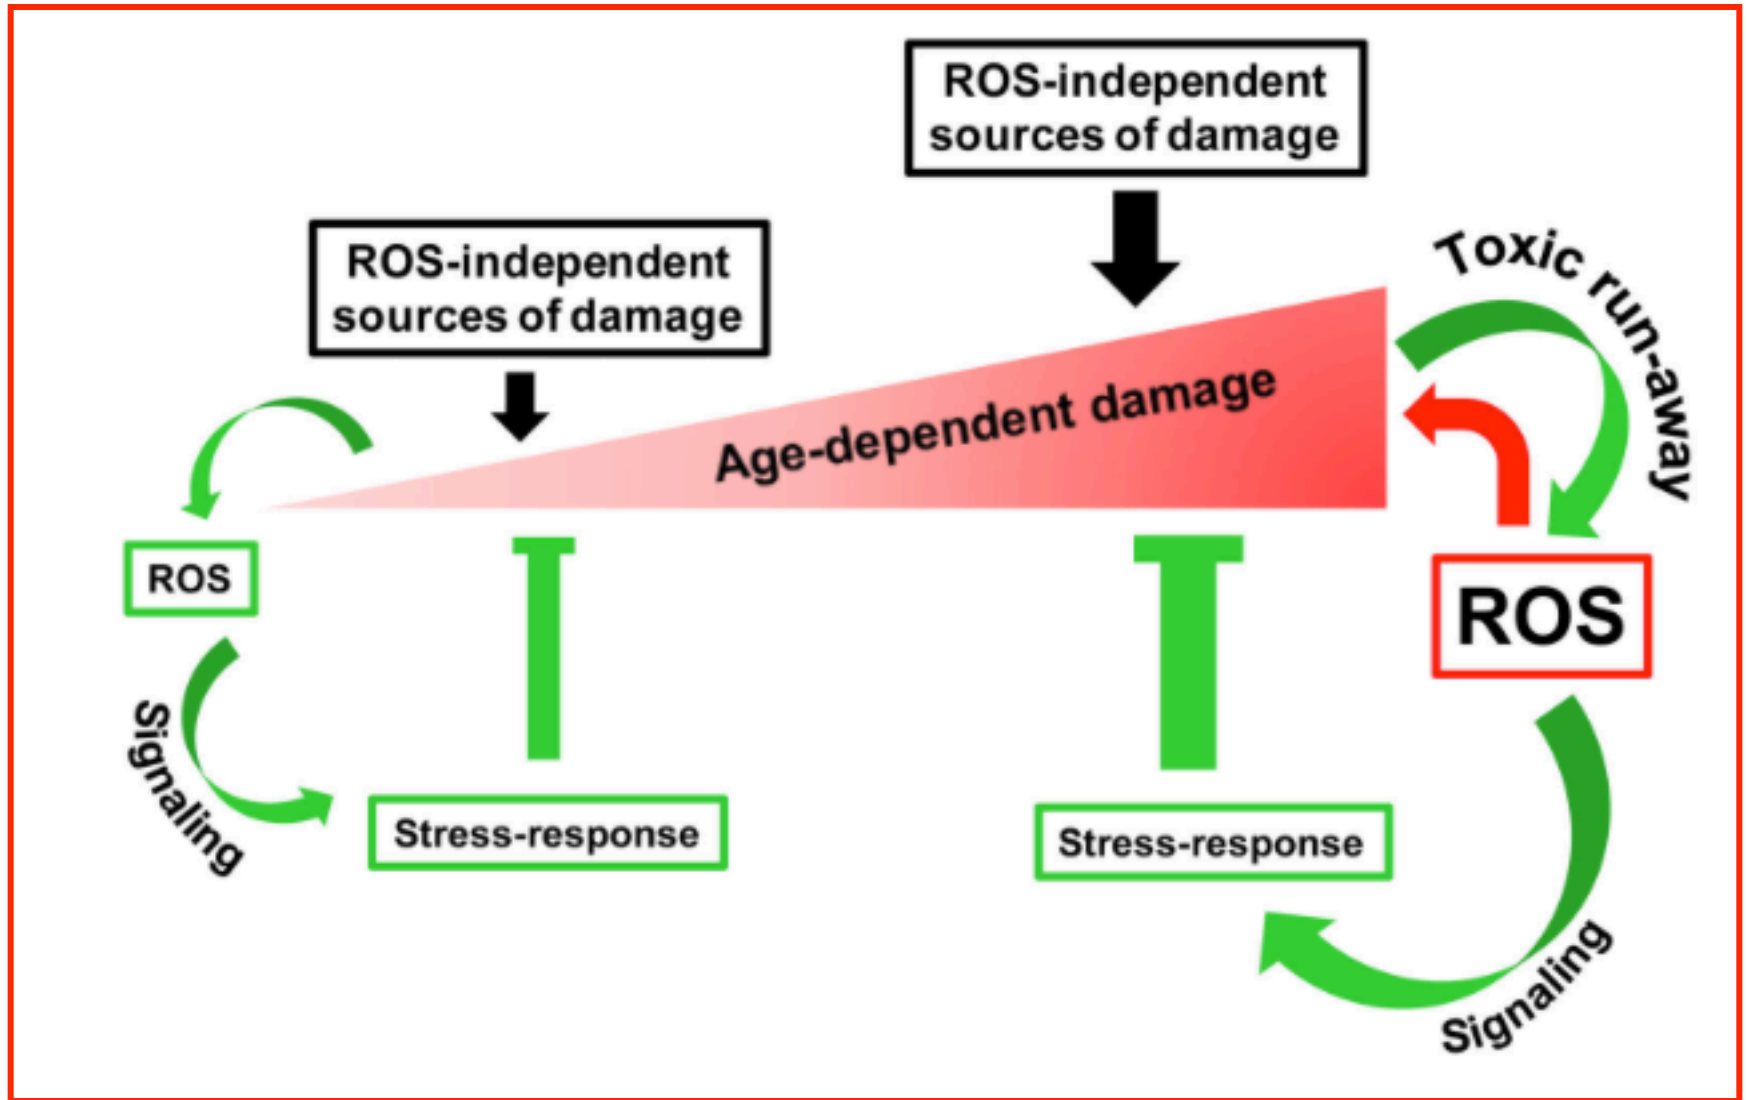 ROS-independent
sources of damage
ROS-independent
sources of damage
Toxic run-away
Age-dependent damage
ROS
ROS
Signaling
Stress-response
Stress-response
Signaling